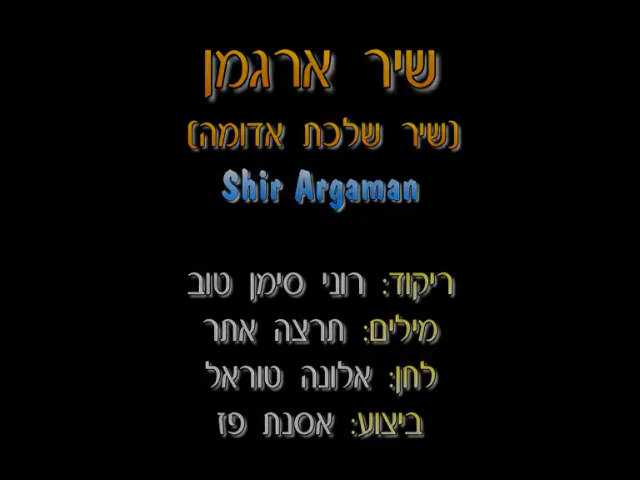 שיר ארגמן
(שיר שלכת אדומה)
Shir Argaman
ריקוד: רוני סימן טוב
מילים: תרצה אתר
לחן: אלונה טוראל
ביצוע: אסנת פז